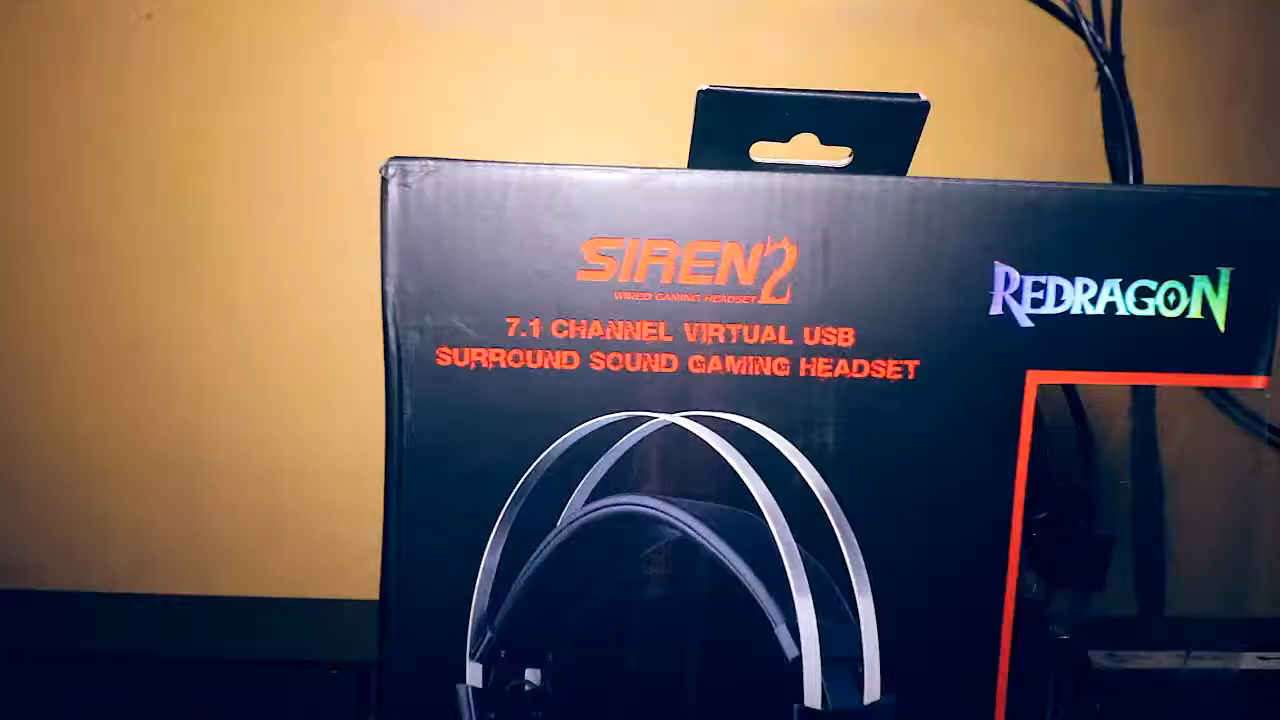 SIREN2
WIRED GAMING HEADSET
7.1 CHANNEL VIRTUAL USB
SURROUND SOUND GAMING HEADSET
REDRAGON